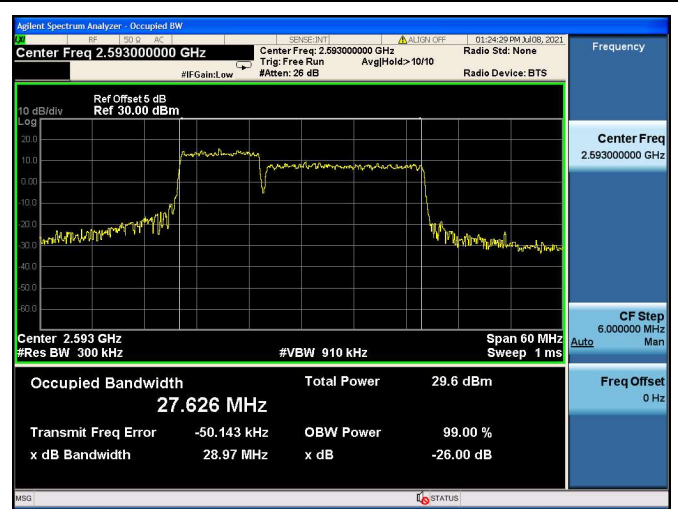 Agilent Spectrum Analyzer - Occupied BW
LXI RF 50 Ω AC SENSE:INT ALIGN OFF 01:24:29 PM Jul 08, 2021
Center Freq 2.593000000 GHz
Center Freq: 2.593000000 GHz
Radio Std: None
Trig: Free Run Avg|Hold:>10/10
#IFGain:Low #Atten: 26 dB Radio Device: BTS
Frequency
Ref Offset 5 dB
10 dB/div Ref 30.00 dBm
Log
20.0
10.0
0.00
-10.0
-20.0
-30.0
-40.0
-50.0
-60.0
Center Freq
2.593000000 GHz
Center 2.593 GHz Span 60 MHz
#Res BW 300 kHz #VBW 910 kHz Sweep 1 ms
CF Step
6.000000 MHz
Auto Man
Occupied Bandwidth Total Power 29.6 dBm
27.626 MHz
Transmit Freq Error -50.143 kHz OBW Power 99.00 %
x dB Bandwidth 28.97 MHz x dB -26.00 dB
Freq Offset
0 Hz
MSG STATUS